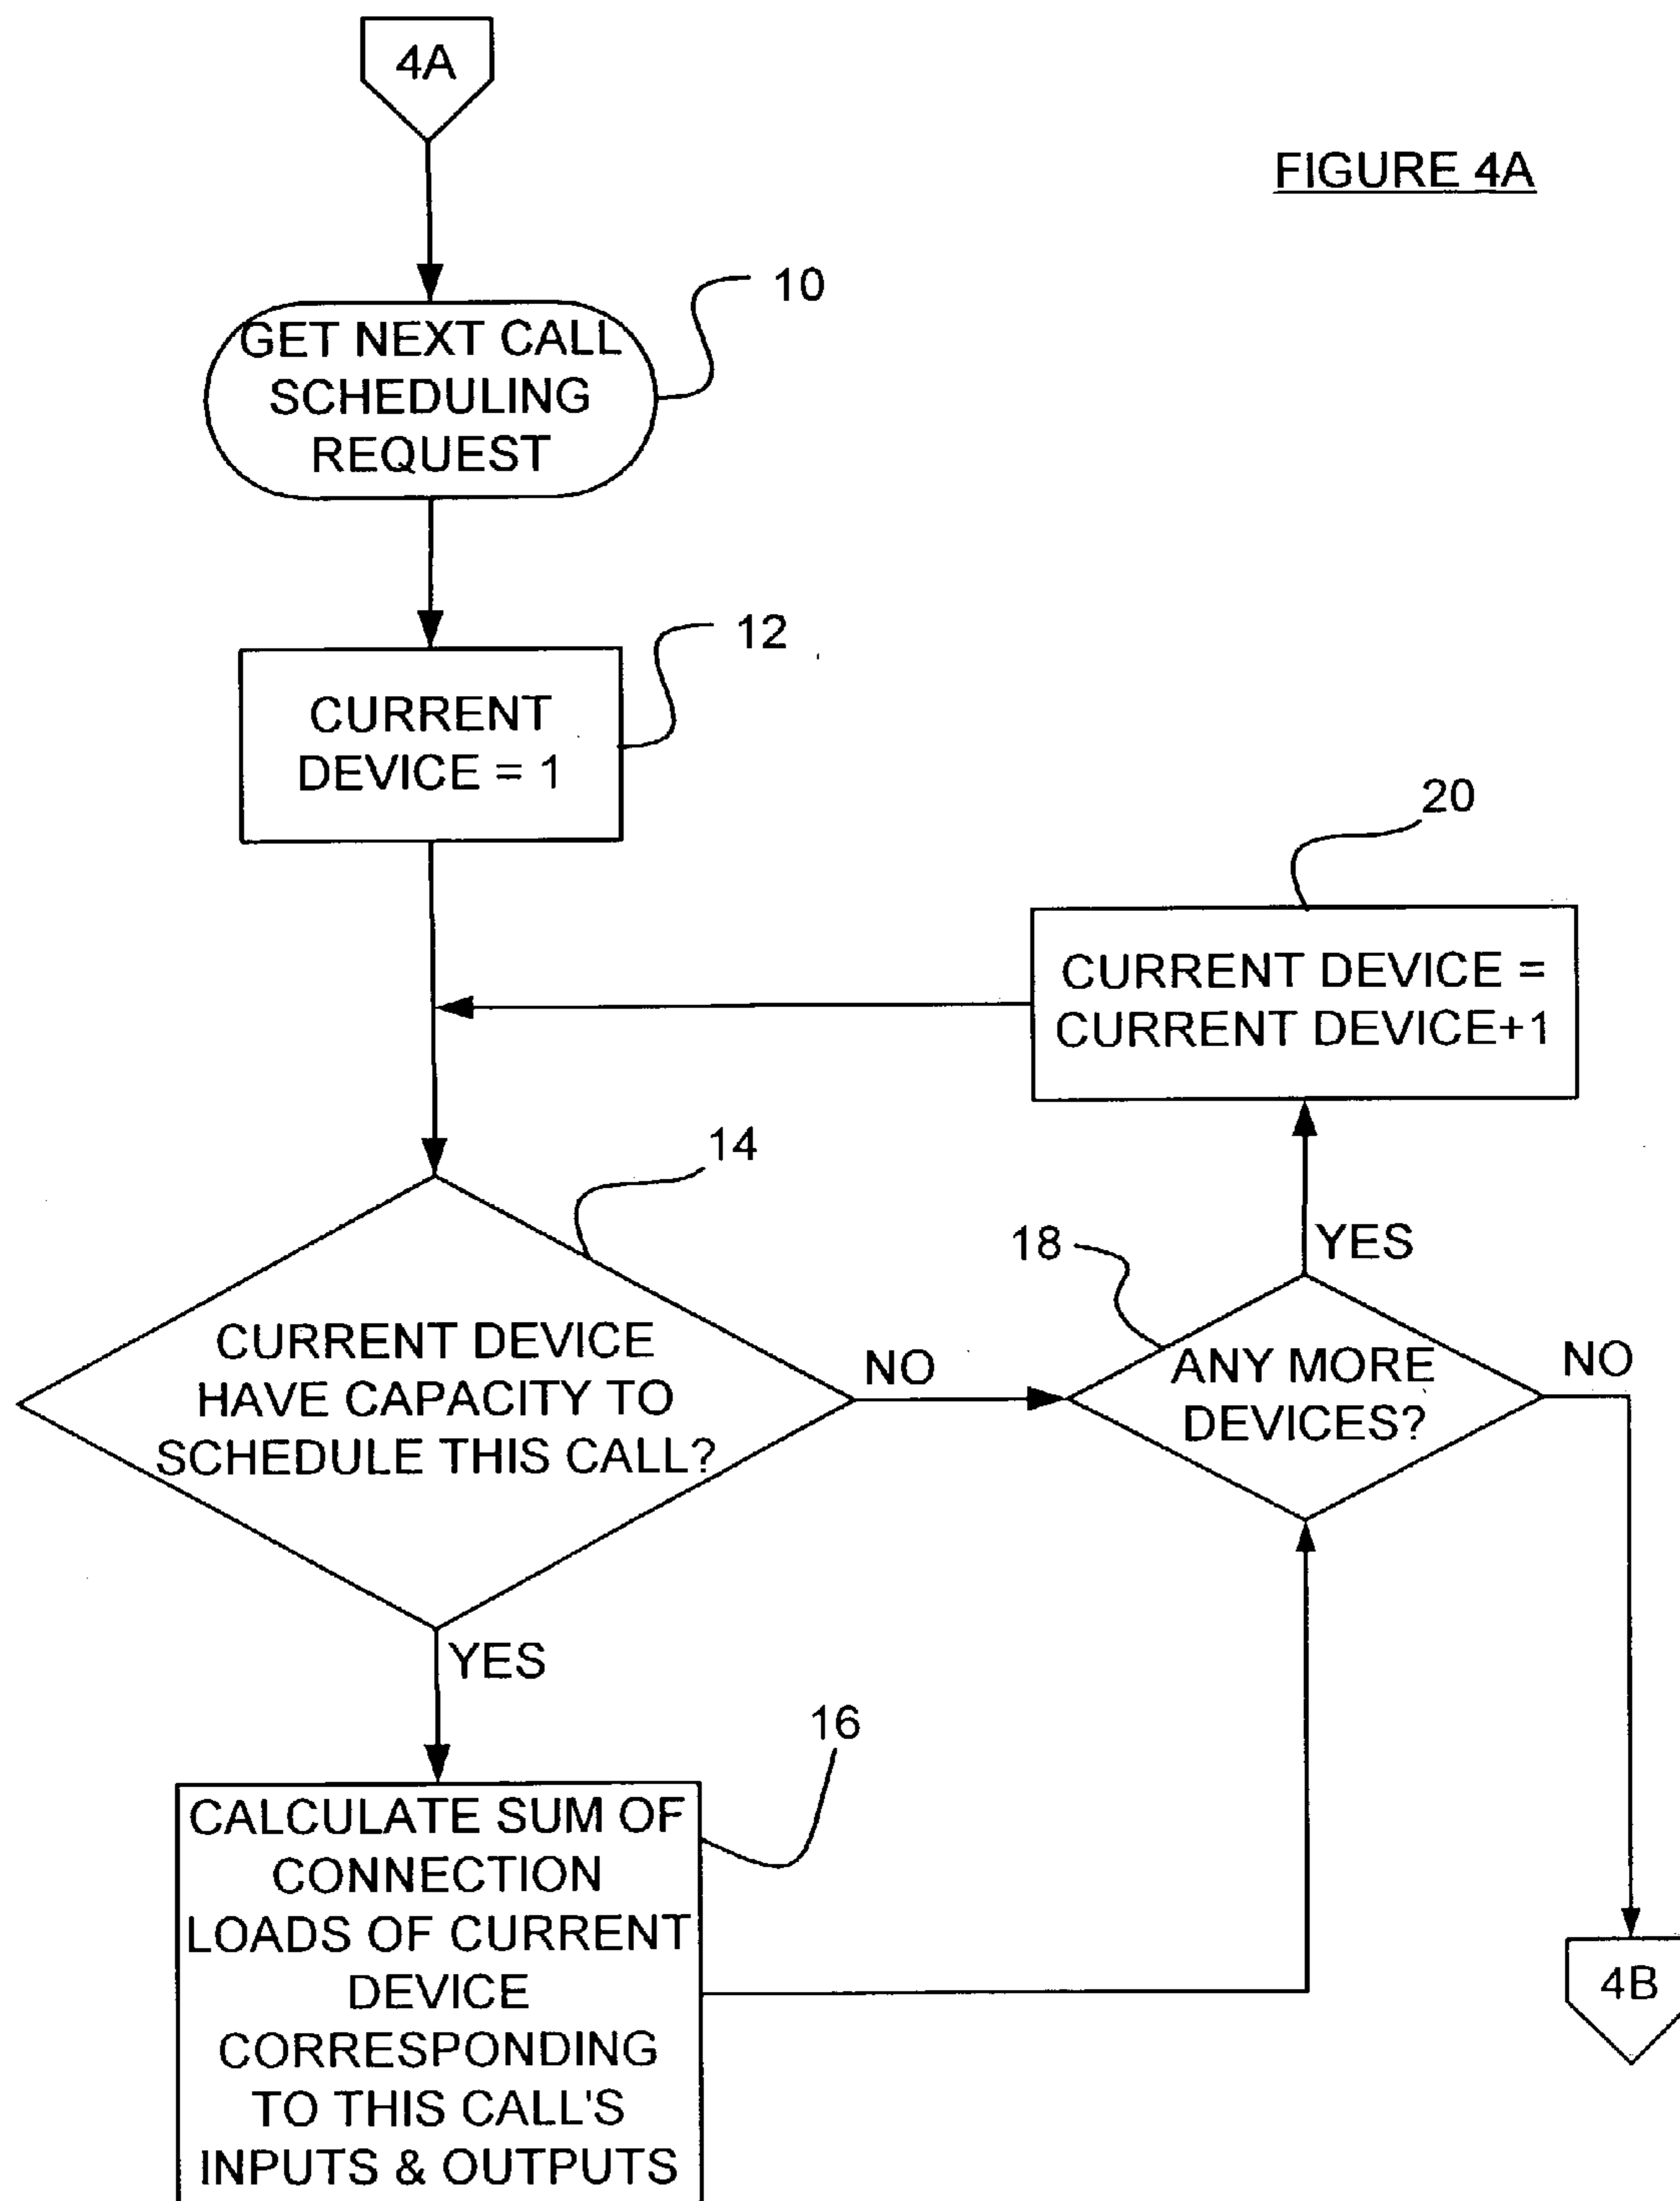 4A
FIGURE 4A
10
GET NEXT CALL
SCHEDULING
REQUEST
12
CURRENT
DEVICE = 1
20
CURRENT DEVICE =
CURRENT DEVICE+1
14
18
YES
CURRENT DEVICE
HAVE CAPACITY TO
SCHEDULE THIS CALL?
NO
ANY MORE
DEVICES?
NO
YES
16
CALCULATE SUM OF
CONNECTION
LOADS OF CURRENT
DEVICE
CORRESPONDING
TO THIS CALL'S
INPUTS & OUTPUTS
4B